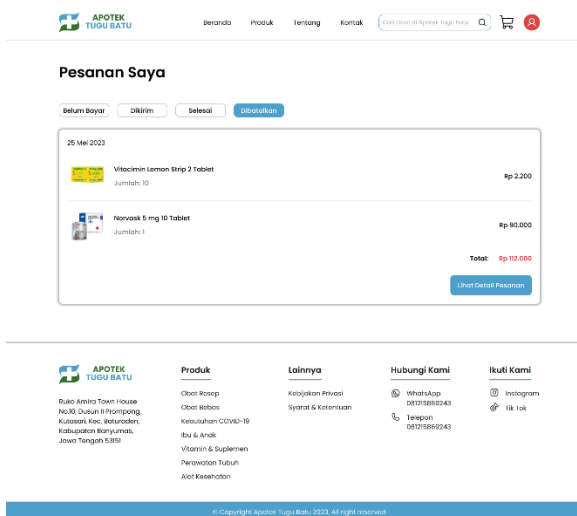 APOTEK
TUGU BATU
Beranda Produk Tentang Kontak Cari Obat di Apotek Tugu Batu
Pesanan Saya
Belum Bayar Dikirim Selesai Dibatalkan
25 Mei 2023
Vitacimin Lemon Strip 2 Tablet
Jumlah: 10
Rp 2.200
Norvask 5 mg 10 Tablet
Jumlah: 1
Rp 90.000
Total: Rp 112.000
Lihat Detail Pesanan
APOTEK
TUGU BATU
Ruko Amira Town House
No.10, Dusun II Prompong,
Kutasari, Kec. Baturaden,
Kabupaten Banyumas,
Jawa Tengah 53151
Produk
Obat Resep
Obat Bebas
Kebutuhan COVID-19
Ibu & Anak
Vitamin & Suplemen
Perawatan Tubuh
Alat Kesehatan
Lainnya
Kebijakan Privasi
Syarat & Ketentuan
Hubungi Kami
WhatsApp
081215869243
Telepon
081215869243
Ikuti Kami
Instagram
Tik Tok
© Copyright Apotek Tugu Batu 2023. All right reserved